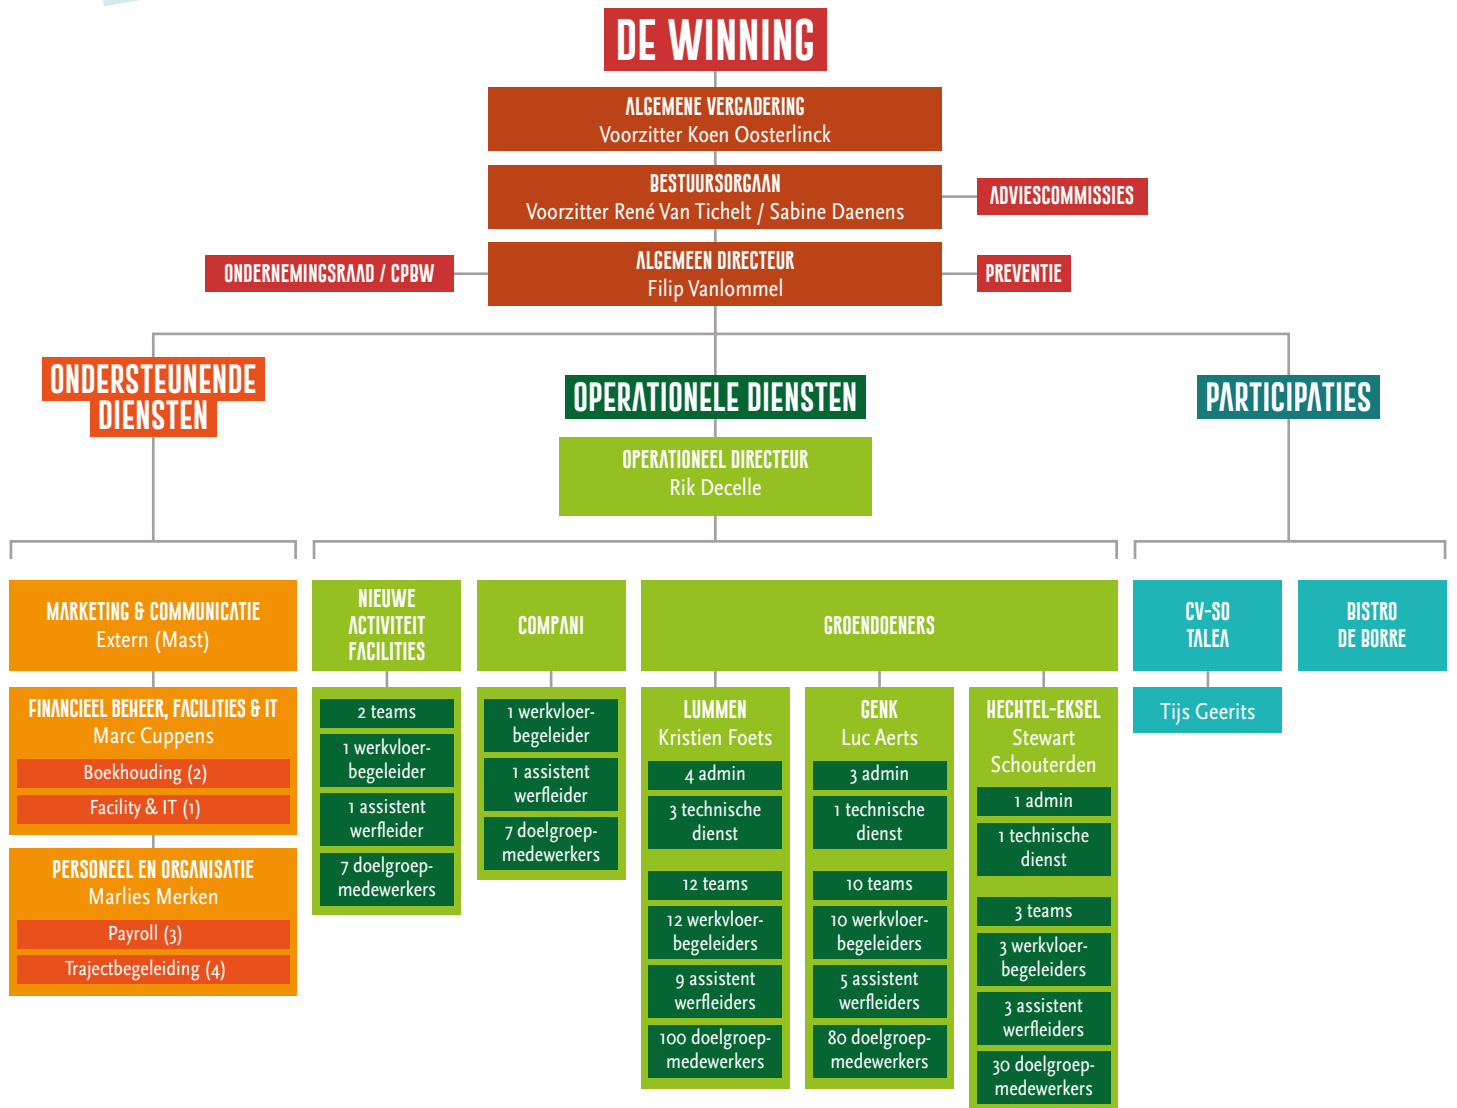 DE WINNING
ALGEMENE VERGADERING
Voorzitter Koen Oosterlinck
BESTUURSORGAAN
Voorzitter René Van Tichelt / Sabine Daenens
ADVIESCOMMISSIES
ALGEMEEN DIRECTEUR
Filip Vanlommel
ONDERNEMINGSRAAD / CPBW
PREVENTIE
ONDERSTEUNENDE
DIENSTEN
OPERATIONELE DIENSTEN
PARTICIPATIES
OPERATIONEEL DIRECTEUR
Rik Decelle
MARKETING & COMMUNICATIE
Extern (Mast)
FINANCIEEL BEHEER, FACILITIES & IT
Marc Cuppens
Boekhouding (2)
Facility & IT (1)
PERSONEEL EN ORGANISATIE
Marlies Merken
Payroll (3)
Trajectbegeleiding (4)
NIEUWE
ACTIVITEIT
FACILITIES
2 teams
1 werkvloer-
begeleider
1 assistent
werfleider
7 doelgroep-
medewerkers
COMPANI
1 werkvloer-
begeleider
1 assistent
werfleider
7 doelgroep-
medewerkers
GROENDOENERS
LUMMEN
Kristien Foets
4 admin
3 technische
dienst
12 teams
12 werkvloer-
begeleiders
9 assistent
werfleiders
100 doelgroep-
medewerkers
GENK
Luc Aerts
3 admin
1 technische
dienst
10 teams
10 werkvloer-
begeleiders
5 assistent
werfleiders
80 doelgroep-
medewerkers
HECHTEL-EKSEL
Stewart
Schouterden
1 admin
1 technische
dienst
3 teams
3 werkvloer-
begeleiders
3 assistent
werfleiders
30 doelgroep-
medewerkers
CV-SO
TALEA
Tijs Geerits
BISTRO
DE BORRE